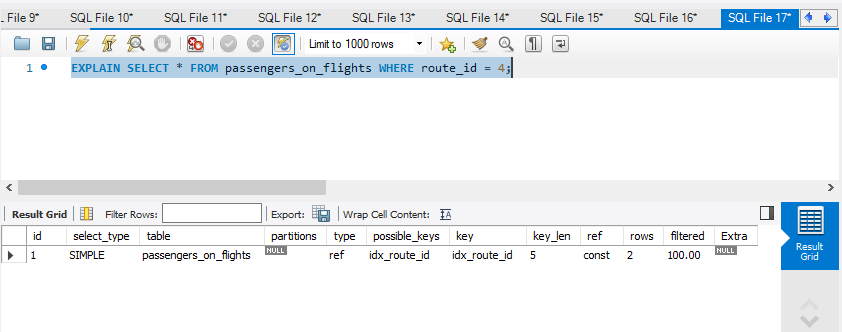 L File 9* SQL File 10* SQL File 11* SQL File 12* SQL File 13* SQL File 14* SQL File 15* SQL File 16* SQL File 17*
Limit to 1000 rows
1 EXPLAIN SELECT * FROM passengers_on_flights WHERE route_id = 4;
Result Grid Filter Rows: Export: Wrap Cell Content: IA
id select_type table partitions type possible_keys key key_len ref rows filtered Extra
1 SIMPLE passengers_on_flights NULL ref idx_route_id idx_route_id 5 const 2 100.00 NULL
Result
Grid